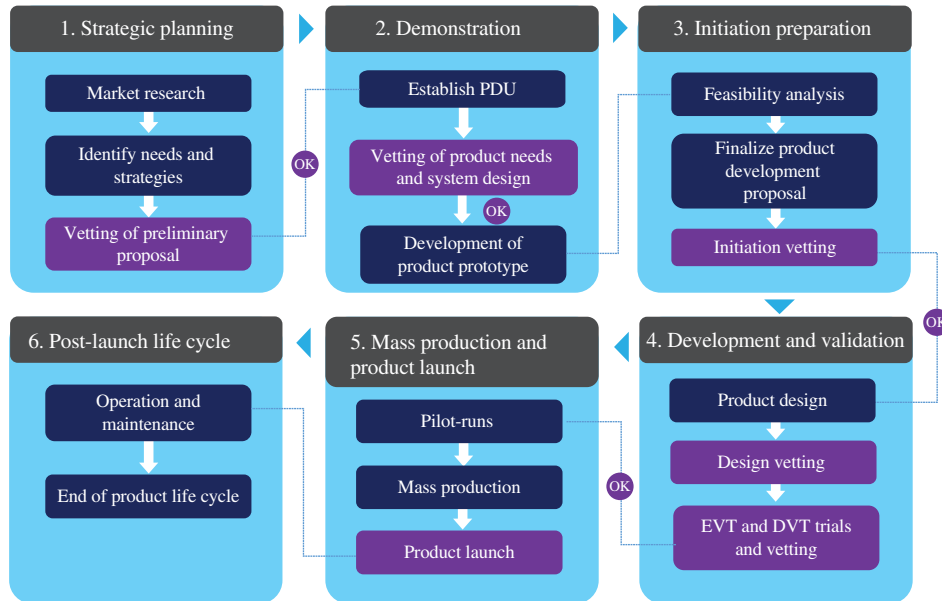 1. Strategic planning
Market research
Identify needs and
strategies
Vetting of preliminary
proposal
OK
2. Demonstration
Establish PDU
Vetting of product needs
and system design
OK
Development of
product prototype
3. Initiation preparation
Feasibility analysis
Finalize product
development
proposal
Initiation vetting
OK
4. Development and validation
Product design
Design vetting
EVT and DVT trials
and vetting
OK
5. Mass production and
product launch
Pilot-runs
Mass production
Product launch
6. Post-launch life cycle
Operation and
maintenance
End of product life cycle